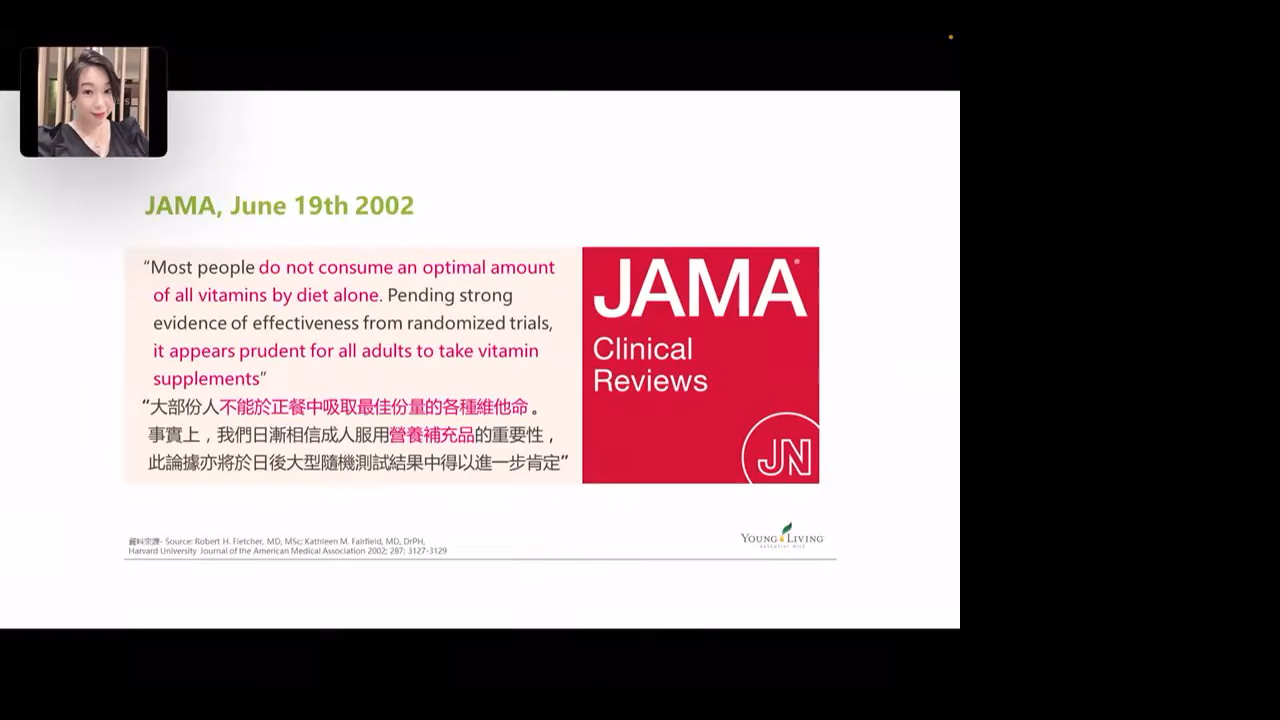 JAMA, June 19th 2002
“Most people do not consume an optimal amount
of all vitamins by diet alone. Pending strong
evidence of effectiveness from randomized trials,
it appears prudent for all adults to take vitamin
supplements”
“大部份人不能於正餐中吸取最佳份量的各種維他命。
事實上，我們日漸相信成人服用營養補充品的重要性，
此論據亦將於日後大型隨機測試結果中得以進一步肯定”
JAMA®
Clinical
Reviews
JN
資料來源- Source: Robert H. Fletcher, MD, MSc; Kathleen M. Fairfield, MD, DrPH,
Harvard University Journal of the American Medical Association 2002; 287: 3127-3129
YOUNG LIVING
ESSENTIAL OILS